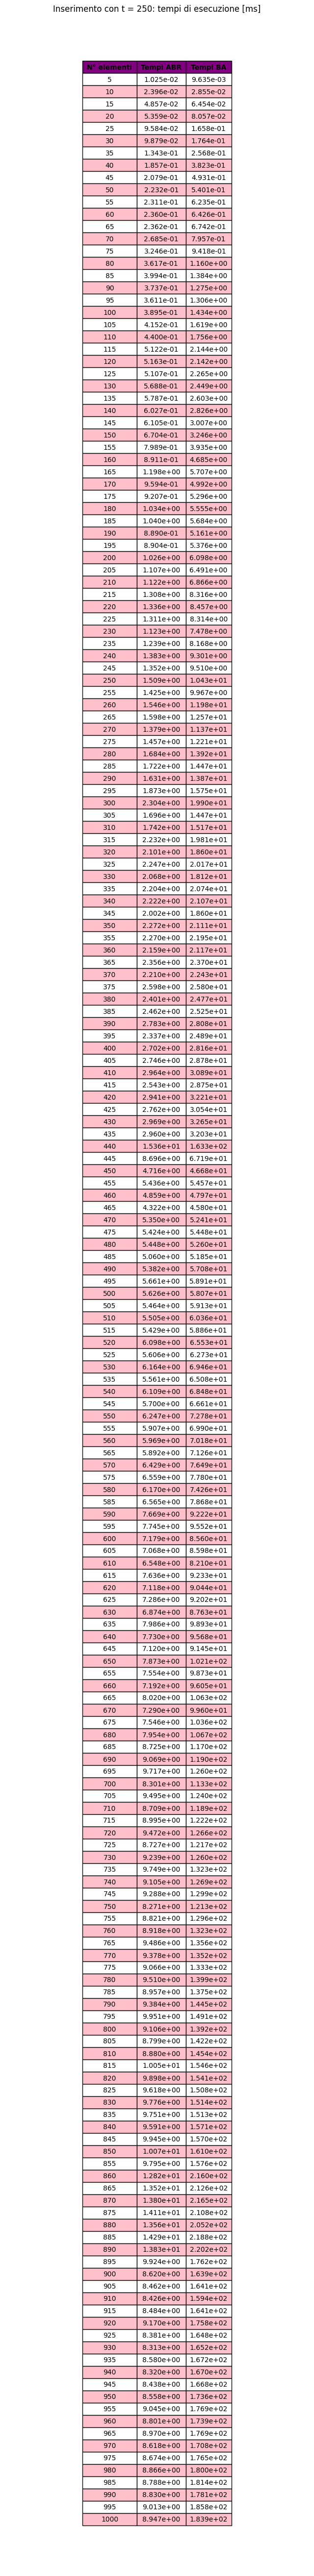 Inserimento con t = 250: tempi di esecuzione [ms]
N° elementi Tempi ABR Tempi BA
5 1.025e-02 9.635e-03
10 2.396e-02 2.855e-02
15 4.857e-02 6.454e-02
20 5.359e-02 8.057e-02
25 9.584e-02 1.658e-01
30 9.879e-02 1.764e-01
35 1.343e-01 2.568e-01
40 1.857e-01 3.823e-01
45 2.079e-01 4.931e-01
50 2.232e-01 5.401e-01
55 2.311e-01 6.235e-01
60 2.360e-01 6.426e-01
65 2.362e-01 6.742e-01
70 2.685e-01 7.957e-01
75 3.246e-01 9.418e-01
80 3.617e-01 1.160e+00
85 3.994e-01 1.384e+00
90 3.737e-01 1.275e+00
95 3.611e-01 1.306e+00
100 3.895e-01 1.434e+00
105 4.152e-01 1.619e+00
110 4.400e-01 1.756e+00
115 5.122e-01 2.144e+00
120 5.163e-01 2.142e+00
125 5.107e-01 2.265e+00
130 5.688e-01 2.449e+00
135 5.787e-01 2.603e+00
140 6.027e-01 2.826e+00
145 6.105e-01 3.007e+00
150 6.704e-01 3.246e+00
155 7.989e-01 3.935e+00
160 8.911e-01 4.685e+00
165 1.198e+00 5.707e+00
170 9.594e-01 4.992e+00
175 9.207e-01 5.296e+00
180 1.034e+00 5.555e+00
185 1.040e+00 5.684e+00
190 8.890e-01 5.161e+00
195 8.904e-01 5.376e+00
200 1.026e+00 6.098e+00
205 1.107e+00 6.491e+00
210 1.122e+00 6.866e+00
215 1.308e+00 8.316e+00
220 1.336e+00 8.457e+00
225 1.311e+00 8.314e+00
230 1.123e+00 7.478e+00
235 1.239e+00 8.168e+00
240 1.383e+00 9.301e+00
245 1.352e+00 9.510e+00
250 1.509e+00 1.043e+01
255 1.425e+00 9.967e+00
260 1.546e+00 1.198e+01
265 1.598e+00 1.257e+01
270 1.379e+00 1.137e+01
275 1.457e+00 1.221e+01
280 1.684e+00 1.392e+01
285 1.722e+00 1.447e+01
290 1.631e+00 1.387e+01
295 1.873e+00 1.575e+01
300 2.304e+00 1.990e+01
305 1.696e+00 1.447e+01
310 1.742e+00 1.517e+01
315 2.232e+00 1.981e+01
320 2.101e+00 1.860e+01
325 2.247e+00 2.017e+01
330 2.068e+00 1.812e+01
335 2.204e+00 2.074e+01
340 2.222e+00 2.107e+01
345 2.002e+00 1.860e+01
350 2.272e+00 2.111e+01
355 2.270e+00 2.195e+01
360 2.159e+00 2.117e+01
365 2.356e+00 2.370e+01
370 2.210e+00 2.243e+01
375 2.598e+00 2.580e+01
380 2.401e+00 2.477e+01
385 2.462e+00 2.525e+01
390 2.783e+00 2.808e+01
395 2.337e+00 2.489e+01
400 2.702e+00 2.816e+01
405 2.746e+00 2.878e+01
410 2.964e+00 3.089e+01
415 2.543e+00 2.875e+01
420 2.941e+00 3.221e+01
425 2.762e+00 3.054e+01
430 2.969e+00 3.265e+01
435 2.960e+00 3.203e+01
440 1.536e+01 1.633e+02
445 8.696e+00 6.719e+01
450 4.716e+00 4.668e+01
455 5.436e+00 5.457e+01
460 4.859e+00 4.797e+01
465 4.322e+00 4.580e+01
470 5.350e+00 5.241e+01
475 5.424e+00 5.448e+01
480 5.448e+00 5.260e+01
485 5.060e+00 5.185e+01
490 5.382e+00 5.708e+01
495 5.661e+00 5.891e+01
500 5.626e+00 5.807e+01
505 5.464e+00 5.913e+01
510 5.505e+00 6.036e+01
515 5.429e+00 5.886e+01
520 6.098e+00 6.553e+01
525 5.606e+00 6.273e+01
530 6.164e+00 6.946e+01
535 5.561e+00 6.508e+01
540 6.109e+00 6.848e+01
545 5.700e+00 6.661e+01
550 6.247e+00 7.278e+01
555 5.907e+00 6.990e+01
560 5.969e+00 7.018e+01
565 5.892e+00 7.126e+01
570 6.429e+00 7.649e+01
575 6.559e+00 7.780e+01
580 6.170e+00 7.426e+01
585 6.565e+00 7.868e+01
590 7.669e+00 9.222e+01
595 7.745e+00 9.552e+01
600 7.179e+00 8.560e+01
605 7.068e+00 8.598e+01
610 6.548e+00 8.210e+01
615 7.636e+00 9.233e+01
620 7.118e+00 9.044e+01
625 7.286e+00 9.202e+01
630 6.874e+00 8.763e+01
635 7.986e+00 9.893e+01
640 7.730e+00 9.568e+01
645 7.120e+00 9.145e+01
650 7.873e+00 1.021e+02
655 7.554e+00 9.873e+01
660 7.192e+00 9.605e+01
665 8.020e+00 1.063e+02
670 7.290e+00 9.960e+01
675 7.546e+00 1.036e+02
680 7.954e+00 1.067e+02
685 8.725e+00 1.170e+02
690 9.069e+00 1.190e+02
695 9.717e+00 1.260e+02
700 8.301e+00 1.133e+02
705 9.495e+00 1.240e+02
710 8.709e+00 1.189e+02
715 8.995e+00 1.222e+02
720 9.472e+00 1.266e+02
725 8.727e+00 1.217e+02
730 9.239e+00 1.260e+02
735 9.749e+00 1.323e+02
740 9.105e+00 1.269e+02
745 9.288e+00 1.299e+02
750 8.271e+00 1.213e+02
755 8.821e+00 1.296e+02
760 8.918e+00 1.323e+02
765 9.486e+00 1.356e+02
770 9.378e+00 1.352e+02
775 9.066e+00 1.333e+02
780 9.510e+00 1.399e+02
785 8.957e+00 1.375e+02
790 9.384e+00 1.445e+02
795 9.951e+00 1.491e+02
800 9.106e+00 1.392e+02
805 8.799e+00 1.422e+02
810 8.880e+00 1.454e+02
815 1.005e+01 1.546e+02
820 9.898e+00 1.541e+02
825 9.618e+00 1.508e+02
830 9.776e+00 1.514e+02
835 9.751e+00 1.513e+02
840 9.591e+00 1.571e+02
845 9.945e+00 1.570e+02
850 1.007e+01 1.610e+02
855 9.795e+00 1.576e+02
860 1.282e+01 2.160e+02
865 1.352e+01 2.126e+02
870 1.380e+01 2.165e+02
875 1.411e+01 2.108e+02
880 1.356e+01 2.052e+02
885 1.429e+01 2.188e+02
890 1.383e+01 2.202e+02
895 9.924e+00 1.762e+02
900 8.620e+00 1.639e+02
905 8.462e+00 1.641e+02
910 8.426e+00 1.594e+02
915 8.484e+00 1.641e+02
920 9.170e+00 1.758e+02
925 8.381e+00 1.648e+02
930 8.313e+00 1.652e+02
935 8.580e+00 1.672e+02
940 8.320e+00 1.670e+02
945 8.438e+00 1.668e+02
950 8.558e+00 1.736e+02
955 9.045e+00 1.769e+02
960 8.801e+00 1.739e+02
965 8.970e+00 1.769e+02
970 8.618e+00 1.708e+02
975 8.674e+00 1.765e+02
980 8.866e+00 1.800e+02
985 8.788e+00 1.814e+02
990 8.830e+00 1.781e+02
995 9.013e+00 1.858e+02
1000 8.947e+00 1.839e+02